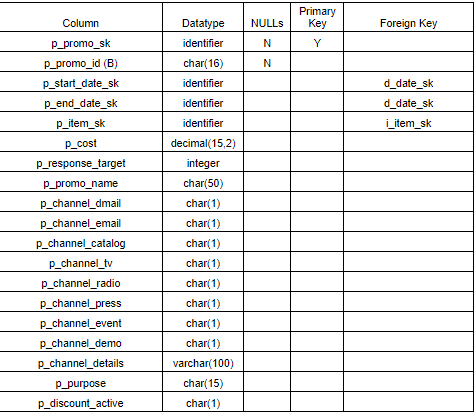 Column Datatype NULLs Primary Key Foreign Key
p_promo_sk identifier N Y
p_promo_id (B) char(16) N
p_start_date_sk identifier d_date_sk
p_end_date_sk identifier d_date_sk
p_item_sk identifier i_item_sk
p_cost decimal(15,2)
p_response_target integer
p_promo_name char(50)
p_channel_dmail char(1)
p_channel_email char(1)
p_channel_catalog char(1)
p_channel_tv char(1)
p_channel_radio char(1)
p_channel_press char(1)
p_channel_event char(1)
p_channel_demo char(1)
p_channel_details varchar(100)
p_purpose char(15)
p_discount_active char(1)